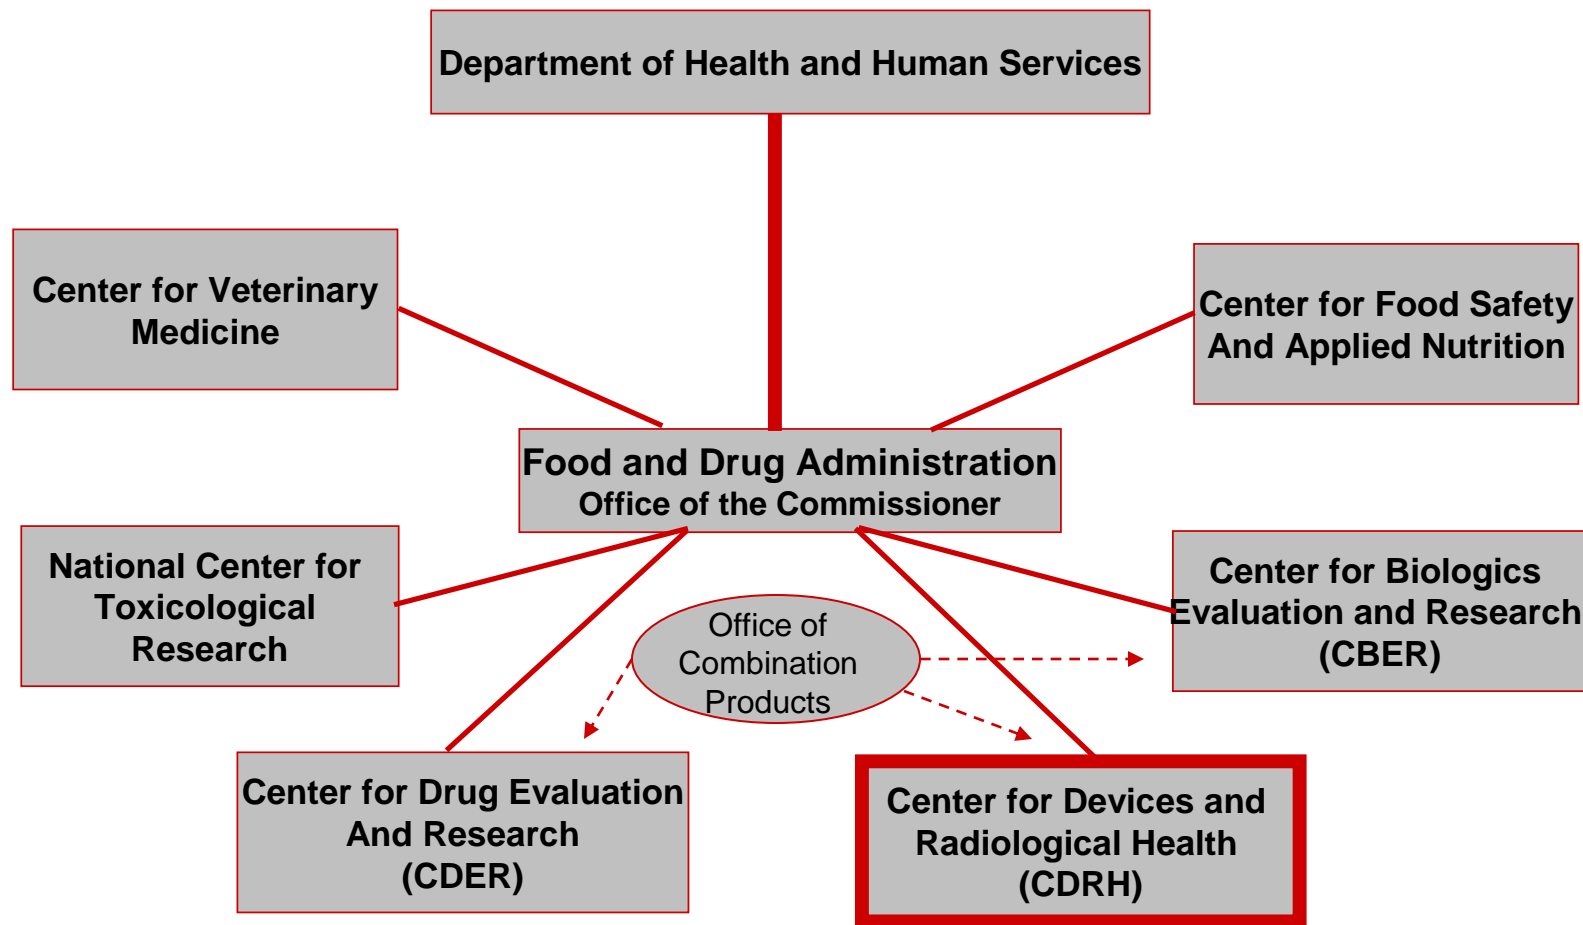 Department of Health and Human Services
Center for Veterinary
Medicine
Center for Food Safety
And Applied Nutrition
Food and Drug Administration
Office of the Commissioner
National Center for
Toxicological
Research
Center for Biologics
Evaluation and Research
(CBER)
Office of
Combination
Products
Center for Drug Evaluation
And Research
(CDER)
Center for Devices and
Radiological Health
(CDRH)